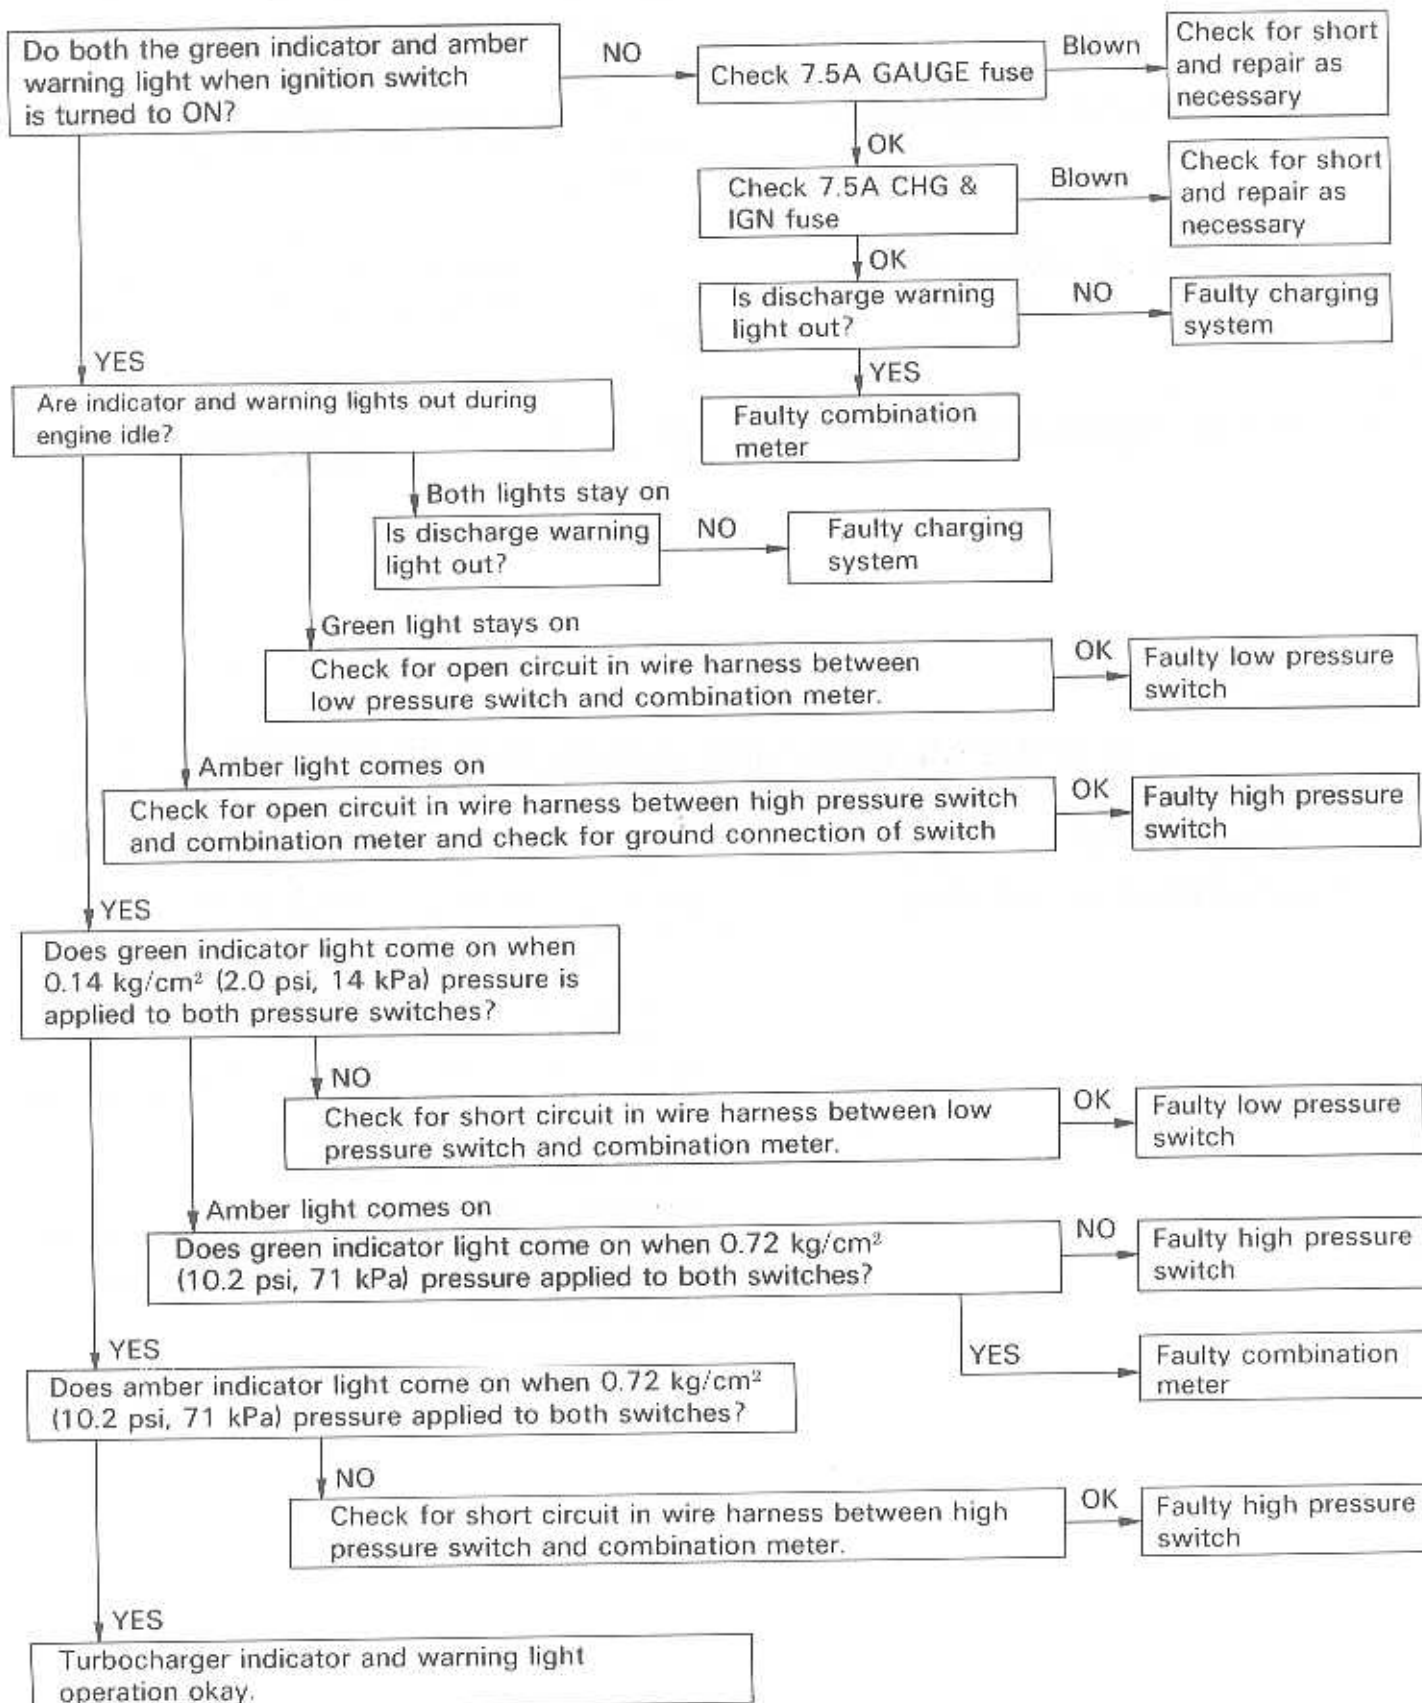 Do both the green indicator and amber
warning light when ignition switch
is turned to ON?
NO
Check 7.5A GAUGE fuse
Blown
Check for short
and repair as
necessary
OK
Check 7.5A CHG &
IGN fuse
Blown
Check for short
and repair as
necessary
OK
Is discharge warning
light out?
NO
Faulty charging
system
YES
Faulty combination
meter
YES
Are indicator and warning lights out during
engine idle?
Both lights stay on
Is discharge warning
light out?
NO
Faulty charging
system
Green light stays on
Check for open circuit in wire harness between
low pressure switch and combination meter.
OK
Faulty low pressure
switch
Amber light comes on
Check for open circuit in wire harness between high pressure switch
and combination meter and check for ground connection of switch
OK
Faulty high pressure
switch
YES
Does green indicator light come on when
0.14 kg/cm² (2.0 psi, 14 kPa) pressure is
applied to both pressure switches?
NO
Check for short circuit in wire harness between low
pressure switch and combination meter.
OK
Faulty low pressure
switch
Amber light comes on
Does green indicator light come on when 0.72 kg/cm²
(10.2 psi, 71 kPa) pressure applied to both switches?
NO
Faulty high pressure
switch
YES
Faulty combination
meter
YES
Does amber indicator light come on when 0.72 kg/cm²
(10.2 psi, 71 kPa) pressure applied to both switches?
NO
Check for short circuit in wire harness between high
pressure switch and combination meter.
OK
Faulty high pressure
switch
YES
Turbocharger indicator and warning light
operation okay.